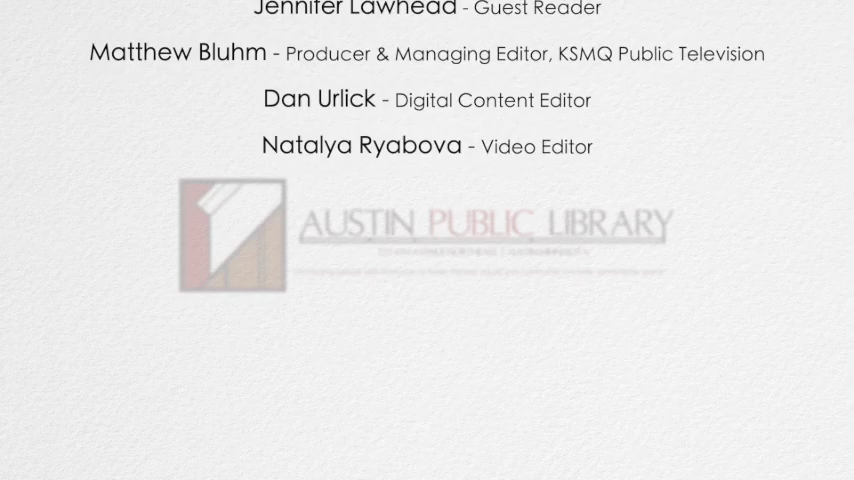 Jennifer Lawhead - Guest Reader
Matthew Bluhm - Producer & Managing Editor, KSMQ Public Television
Dan Urlick - Digital Content Editor
Natalya Ryabova - Video Editor
AUSTIN PUBLIC LIBRARY